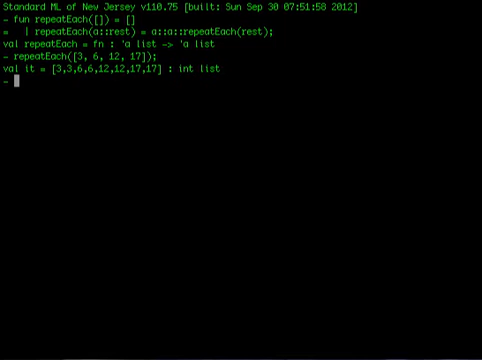 Standard ML of New Jersey v110.75 [built: Sun Sep 30 07:51:58 2012]
- fun repeatEach([]) = []
=   | repeatEach(a::rest) = a::a::repeatEach(rest);
val repeatEach = fn : 'a list -> 'a list
- repeatEach([3, 6, 12, 17]);
val it = [3,3,6,6,12,12,17,17] : int list
-